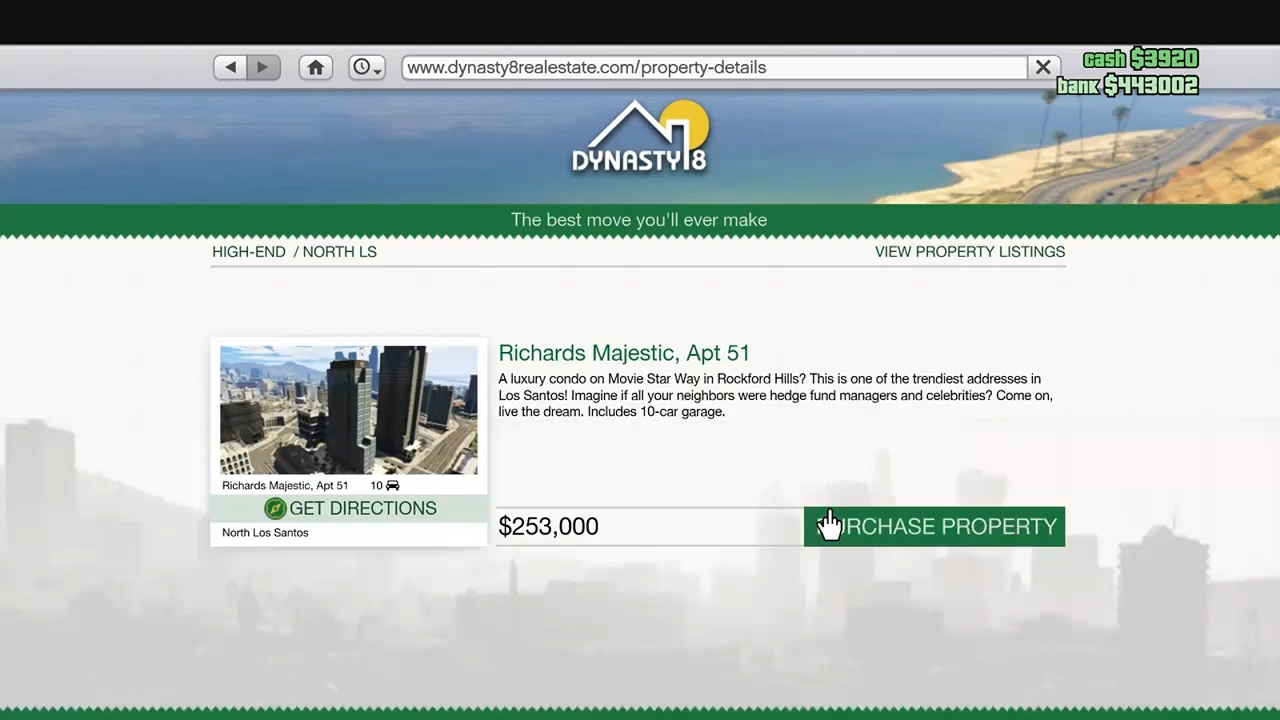 www.dynasty8realestate.com/property-details
cash $3920
bank $443002
DYNASTY 8
The best move you'll ever make
HIGH-END / NORTH LS
VIEW PROPERTY LISTINGS
Richards Majestic, Apt 51
A luxury condo on Movie Star Way in Rockford Hills? This is one of the trendiest addresses in
Los Santos! Imagine if all your neighbors were hedge fund managers and celebrities? Come on,
live the dream. Includes 10-car garage.
Richards Majestic, Apt 51 10
GET DIRECTIONS
North Los Santos
$253,000
PURCHASE PROPERTY